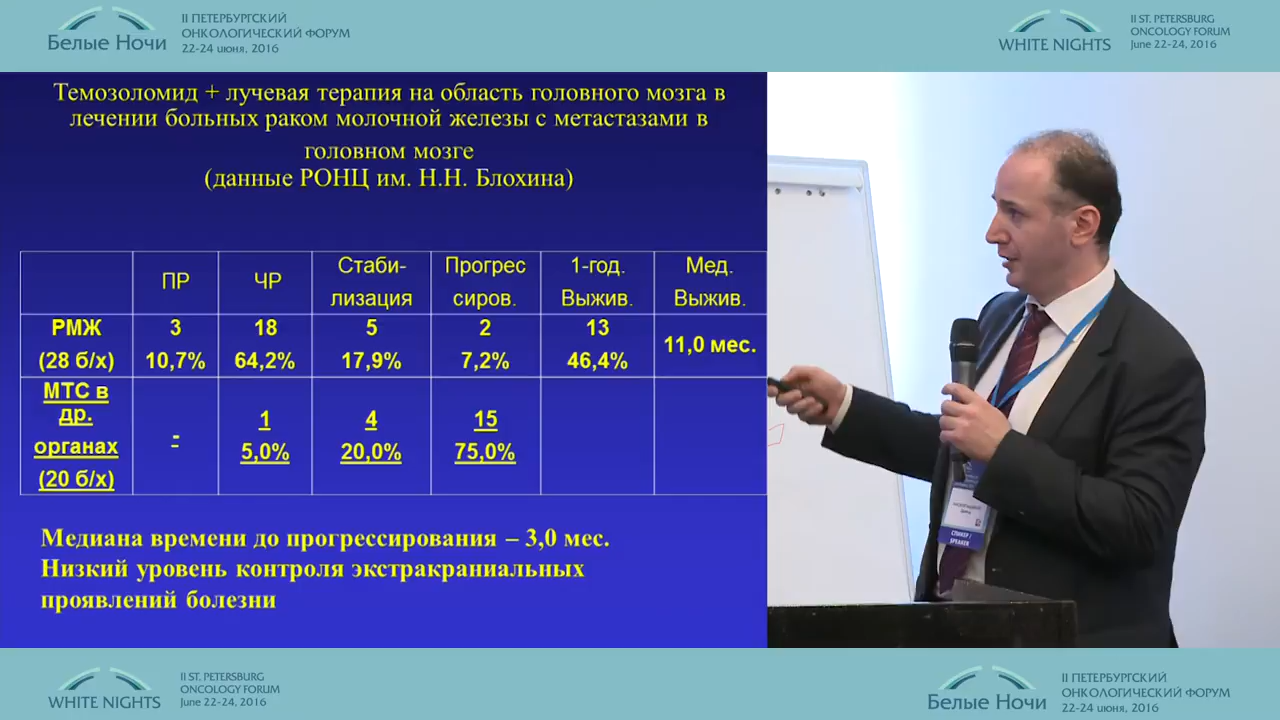 II ПЕТЕРБУРГСКИЙ
ОНКОЛОГИЧЕСКИЙ ФОРУМ
Белые Ночи
22-24 июня, 2016
II ST. PETERSBURG
ONCOLOGY FORUM
WHITE NIGHTS
June 22-24, 2016
Темозоломид + лучевая терапия на область головного мозга в
лечении больных раком молочной железы с метастазами в
головном мозге
(данные РОНЦ им. Н.Н. Блохина)
ПР ЧР Стаби- Прогрес 1-год. Мед.
лизация сиров. Выжив. Выжив.
РМЖ 3 18 5 2 13 11,0 мес.
(28 б/х) 10,7% 64,2% 17,9% 7,2% 46,4%
МТС в
др.
органах - 1 4 15
(20 б/х) 5,0% 20,0% 75,0%
Медиана времени до прогрессирования – 3,0 мес.
Низкий уровень контроля экстракраниальных
проявлений болезни
СПИКЕР /
SPEAKER
II ST. PETERSBURG
ONCOLOGY FORUM
WHITE NIGHTS
June 22-24, 2016
II ПЕТЕРБУРГСКИЙ
ОНКОЛОГИЧЕСКИЙ ФОРУМ
Белые Ночи
22-24 июня, 2016